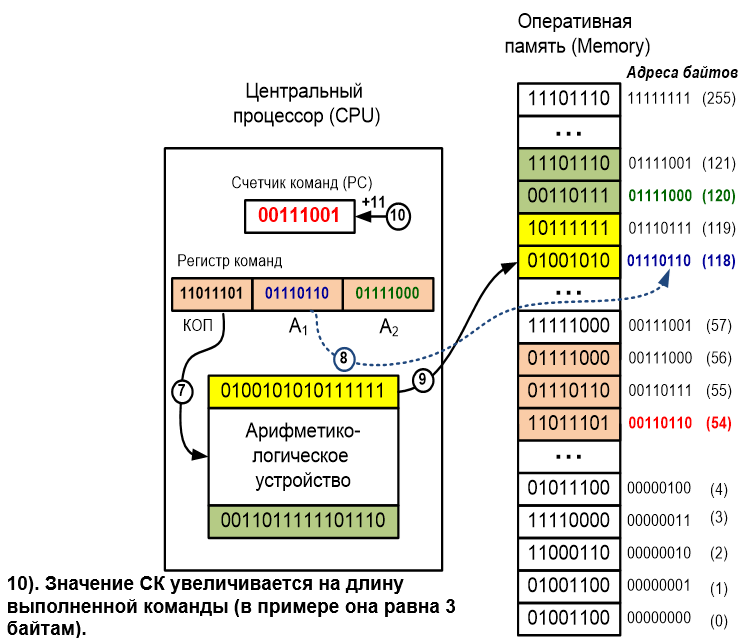 Оперативная
память (Memory)
Адреса байтов
Центральный
процессор (CPU)
11101110 11111111 (255)
...
Счетчик команд (PC)
11101110 01111001 (121)
+11
00111001 10
00110111 01111000 (120)
10111111 01110111 (119)
Регистр команд
01001010 01110110 (118)
11011101 01110110 01111000
...
КОП A1 A2
11111000 00111001 (57)
8
01111000 00111000 (56)
7
9
0100101010111111
01110110 00110111 (55)
11011101 00110110 (54)
Арифметико-
логическое
устройство
...
01011100 00000100 (4)
0011011111101110
11110000 00000011 (3)
11000110 00000010 (2)
01001100 00000001 (1)
01001100 00000000 (0)
10). Значение СК увеличивается на длину
выполненной команды (в примере она равна 3
байтам).